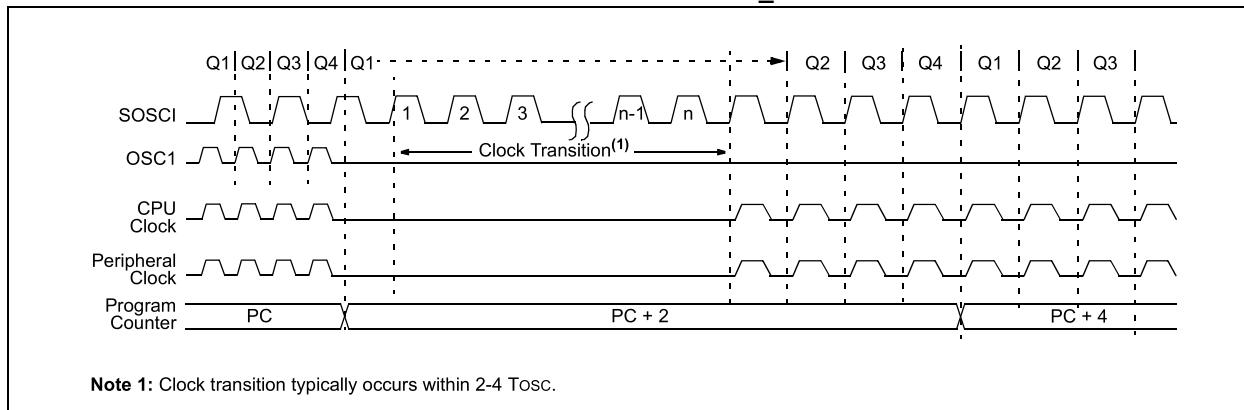 Q1 Q2 Q3 Q4 Q1 Q2 Q3 Q4 Q1 Q2 Q3
SOSCI 1 2 3 n-1 n
OSC1 Clock Transition(1)
CPU
Clock
Peripheral
Clock
Program
Counter PC PC + 2 PC + 4
Note 1: Clock transition typically occurs within 2-4 TOSC.